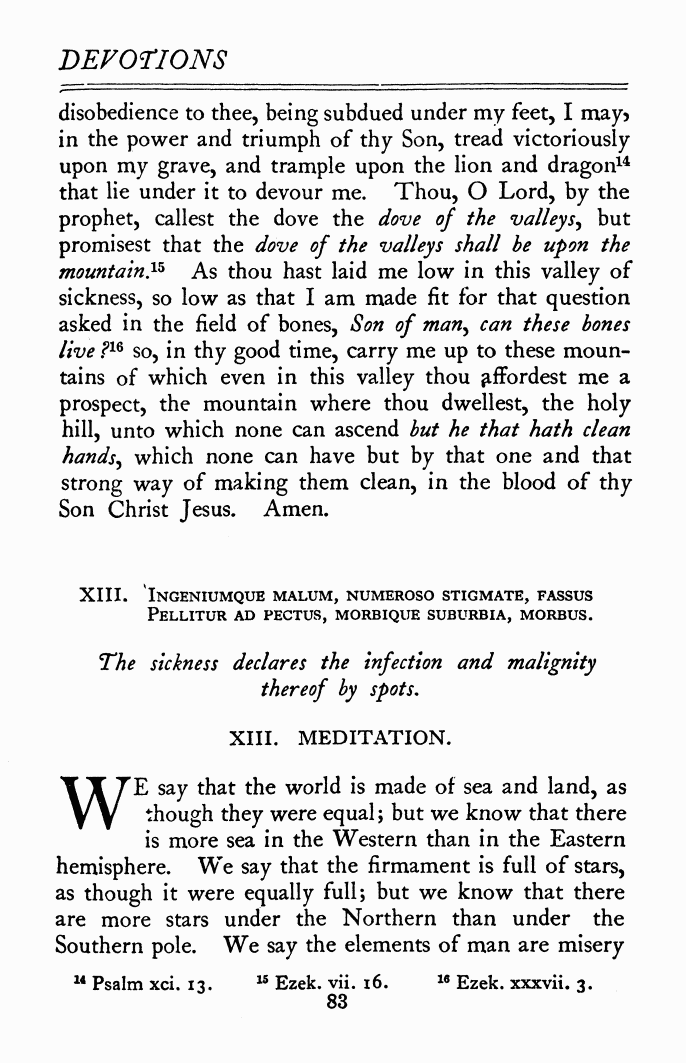 DEVOTIONS
disobedience to thee, being subdued under my feet, I may,
in the power and triumph of thy Son, tread victoriously
upon my grave, and trample upon the lion and dragon¹⁴
that lie under it to devour me. Thou, O Lord, by the
prophet, callest the dove the dove of the valleys, but
promisest that the dove of the valleys shall be upon the
mountain.¹⁵ As thou hast laid me low in this valley of
sickness, so low as that I am made fit for that question
asked in the field of bones, Son of man, can these bones
live?¹⁶ so, in thy good time, carry me up to these moun-
tains of which even in this valley thou affordest me a
prospect, the mountain where thou dwellest, the holy
hill, unto which none can ascend but he that hath clean
hands, which none can have but by that one and that
strong way of making them clean, in the blood of thy
Son Christ Jesus. Amen.
XIII. INGENIUMQUE MALUM, NUMEROSO STIGMATE, FASSUS
PELLITUR AD PECTUS, MORBIQUE SUBURBIA, MORBUS.
The sickness declares the infection and malignity
thereof by spots.
XIII. MEDITATION.
WE say that the world is made of sea and land, as
though they were equal; but we know that there
is more sea in the Western than in the Eastern
hemisphere. We say that the firmament is full of stars,
as though it were equally full; but we know that there
are more stars under the Northern than under the
Southern pole. We say the elements of man are misery
¹⁴ Psalm xci. 13. ¹⁵ Ezek. vii. 16. ¹⁶ Ezek. xxxvii. 3.
83